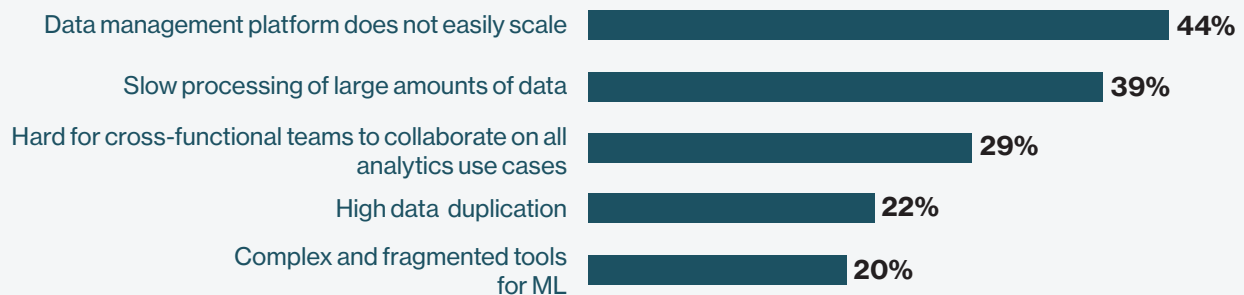 Data management platform does not easily scale
44%
Slow processing of large amounts of data
39%
Hard for cross-functional teams to collaborate on all
analytics use cases
29%
High data duplication
22%
Complex and fragmented tools
for ML
20%